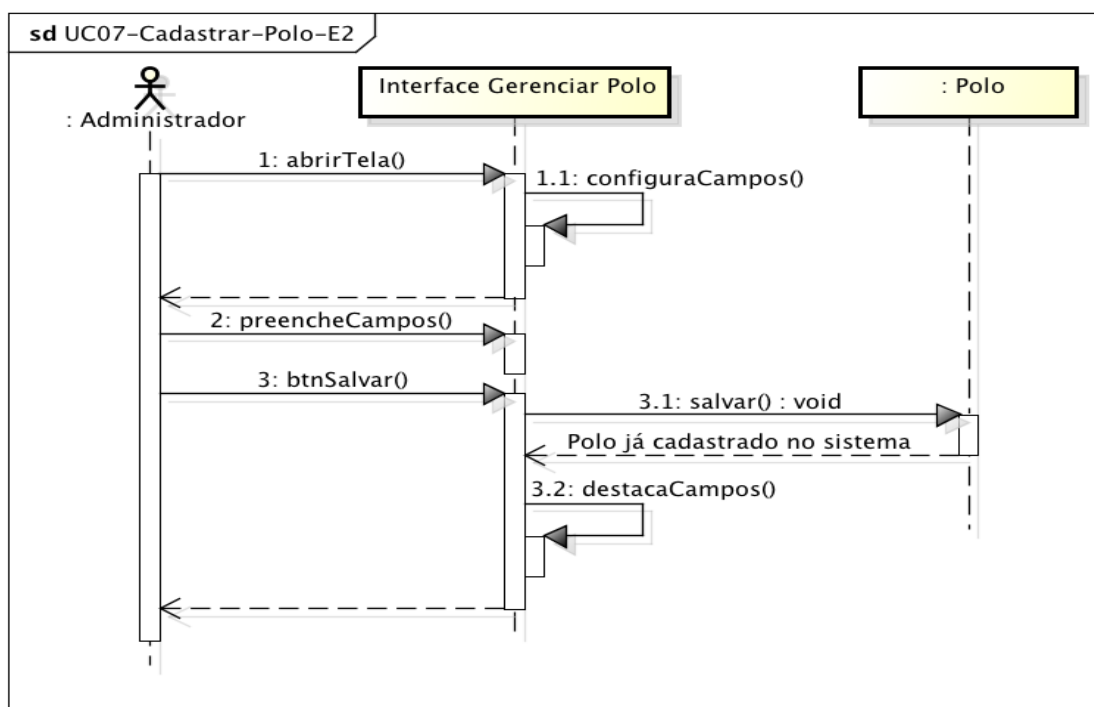 sd UC07-Cadastrar-Polo-E2
Interface Gerenciar Polo
: Polo
: Administrador
1: abrirTela()
1.1: configuraCampos()
2: preencheCampos()
3: btnSalvar()
3.1: salvar() : void
Polo já cadastrado no sistema
3.2: destacaCampos()